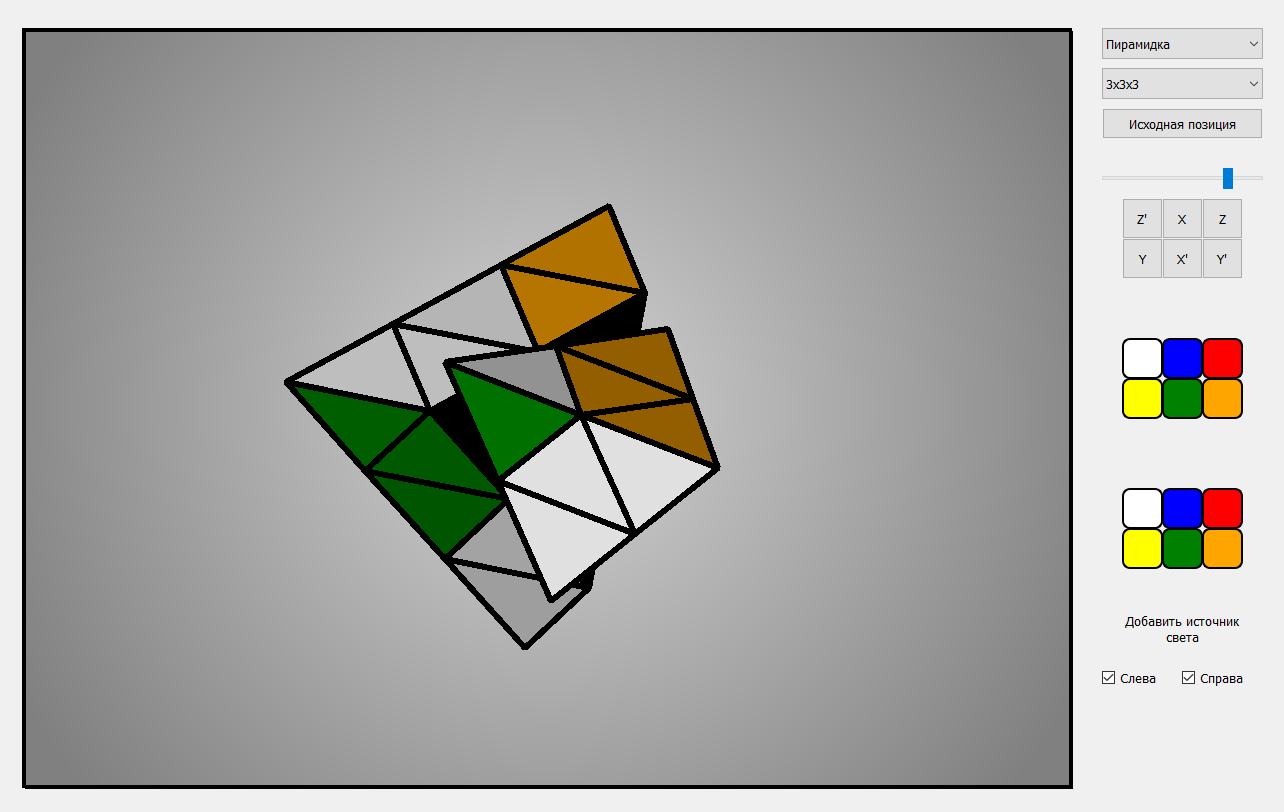 Пирамидка
3x3x3
Исходная позиция
Z' X Z
Y X' Y'
Добавить источник
света
Слева Справа